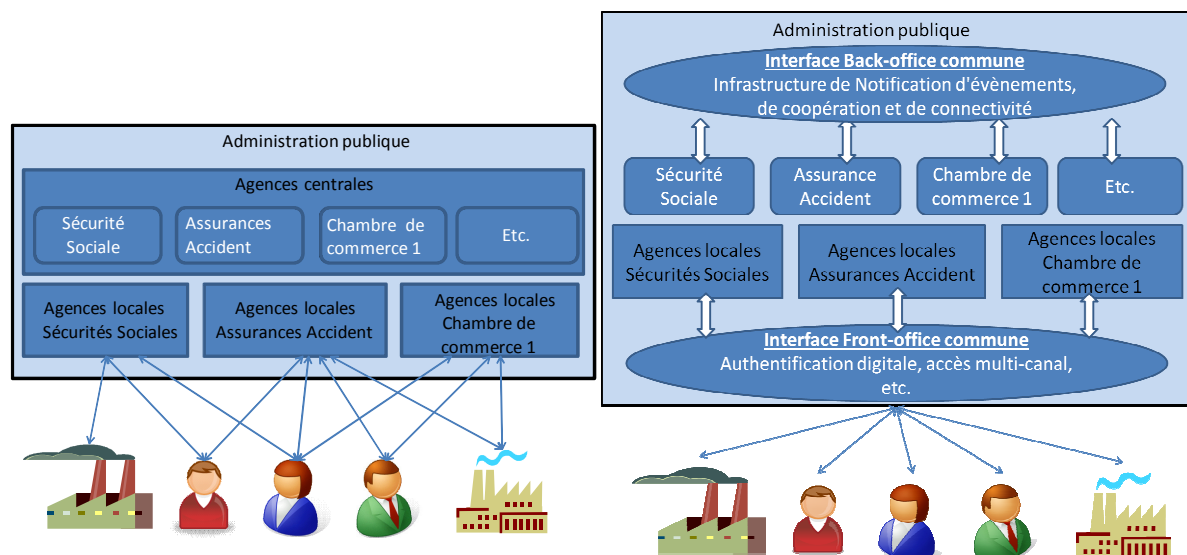 Administration publique
Agences centrales
Sécurité
Sociale
Assurances
Accident
Chambre de
commerce 1
Etc.
Agences locales
Sécurités Sociales
Agences locales
Assurances Accident
Agences locales
Chambre de
commerce 1
Administration publique
Interface Back-office commune
Infrastructure de Notification d'évènements,
de coopération et de connectivité
Sécurité
Sociale
Assurance
Accident
Chambre de
commerce 1
Etc.
Agences locales
Sécurités Sociales
Agences locales
Assurances Accident
Agences locales
Chambre de
commerce 1
Interface Front-office commune
Authentification digitale, accès multi-canal,
etc.